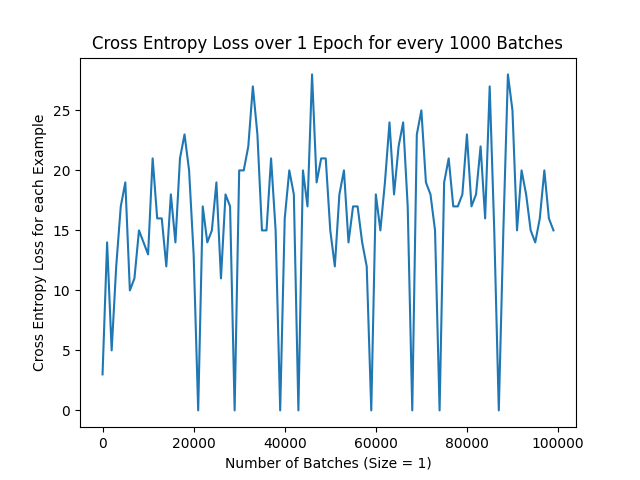 Cross Entropy Loss over 1 Epoch for every 1000 Batches
Cross Entropy Loss for each Example
25
20
15
10
5
0
0 20000 40000 60000 80000 100000
Number of Batches (Size = 1)